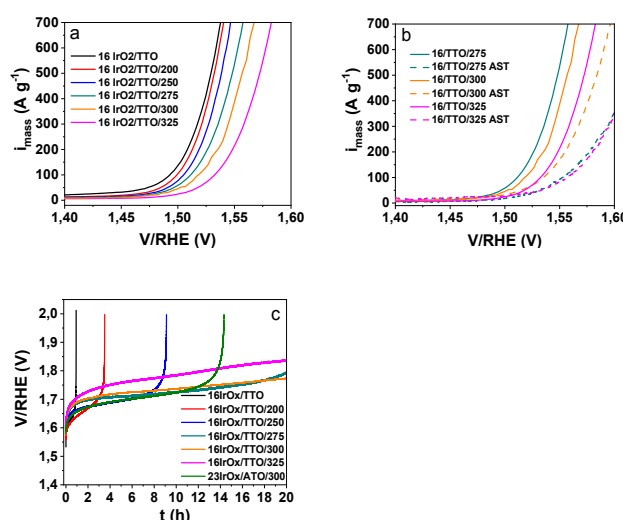 a
700
600
500
400
300
200
100
0
i_mass (A g⁻¹)
16 IrO2/TTO
16 IrO2/TTO/200
16 IrO2/TTO/250
16 IrO2/TTO/275
16 IrO2/TTO/300
16 IrO2/TTO/325
1,40 1,45 1,50 1,55 1,60
V/RHE (V)
b
700
600
500
400
300
200
100
0
i_mass (A g⁻¹)
16/TTO/275
16/TTO/275 AST
16/TTO/300
16/TTO/300 AST
16/TTO/325
16/TTO/325 AST
1,40 1,45 1,50 1,55 1,60
V/RHE (V)
c
2,0
1,9
1,8
1,7
1,6
1,5
1,4
V/RHE (V)
16IrOx/TTO
16IrOx/TTO/200
16IrOx/TTO/250
16IrOx/TTO/275
16IrOx/TTO/300
16IrOx/TTO/325
23IrOx/ATO/300
0 2 4 6 8 10 12 14 16 18 20
t (h)